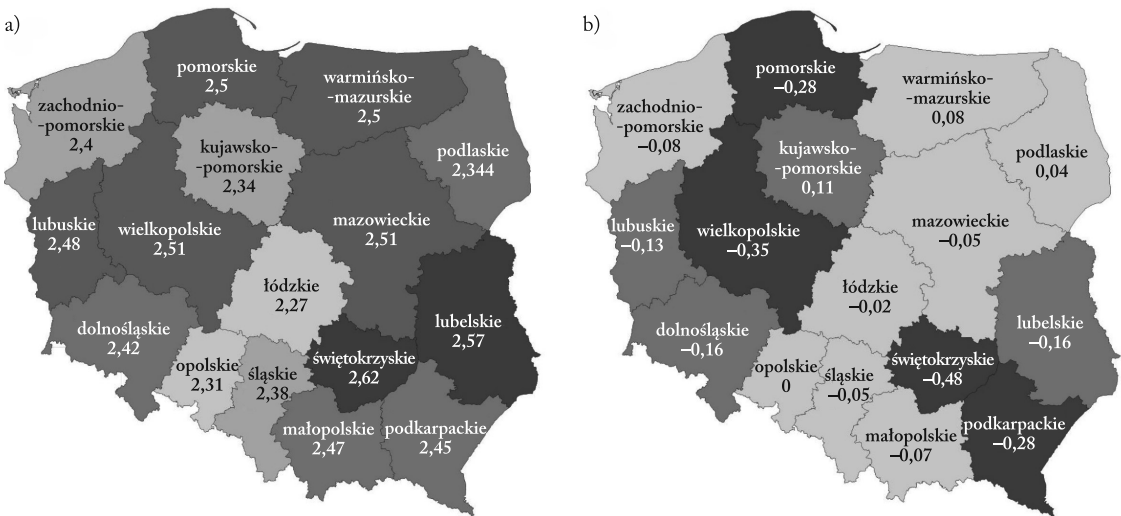 a)
pomorskie
2,5
warmińsko-
-mazurskie
2,5
zachodnio-
-pomorskie
2,4
kujawsko-
-pomorskie
2,34
podlaskie
2,344
lubuskie
2,48
wielkopolskie
2,51
mazowieckie
2,51
łódzkie
2,27
dolnośląskie
2,42
lubelskie
2,57
opolskie
2,31
śląskie
2,38
świętokrzyskie
2,62
małopolskie
2,47
podkarpackie
2,45
b)
pomorskie
−0,28
warmińsko-
-mazurskie
0,08
zachodnio-
-pomorskie
−0,08
kujawsko-
-pomorskie
0,11
podlaskie
0,04
lubuskie
−0,13
wielkopolskie
−0,35
mazowieckie
−0,05
łódzkie
−0,02
dolnośląskie
−0,16
lubelskie
−0,16
opolskie
0
śląskie
−0,05
świętokrzyskie
−0,48
małopolskie
−0,07
podkarpackie
−0,28